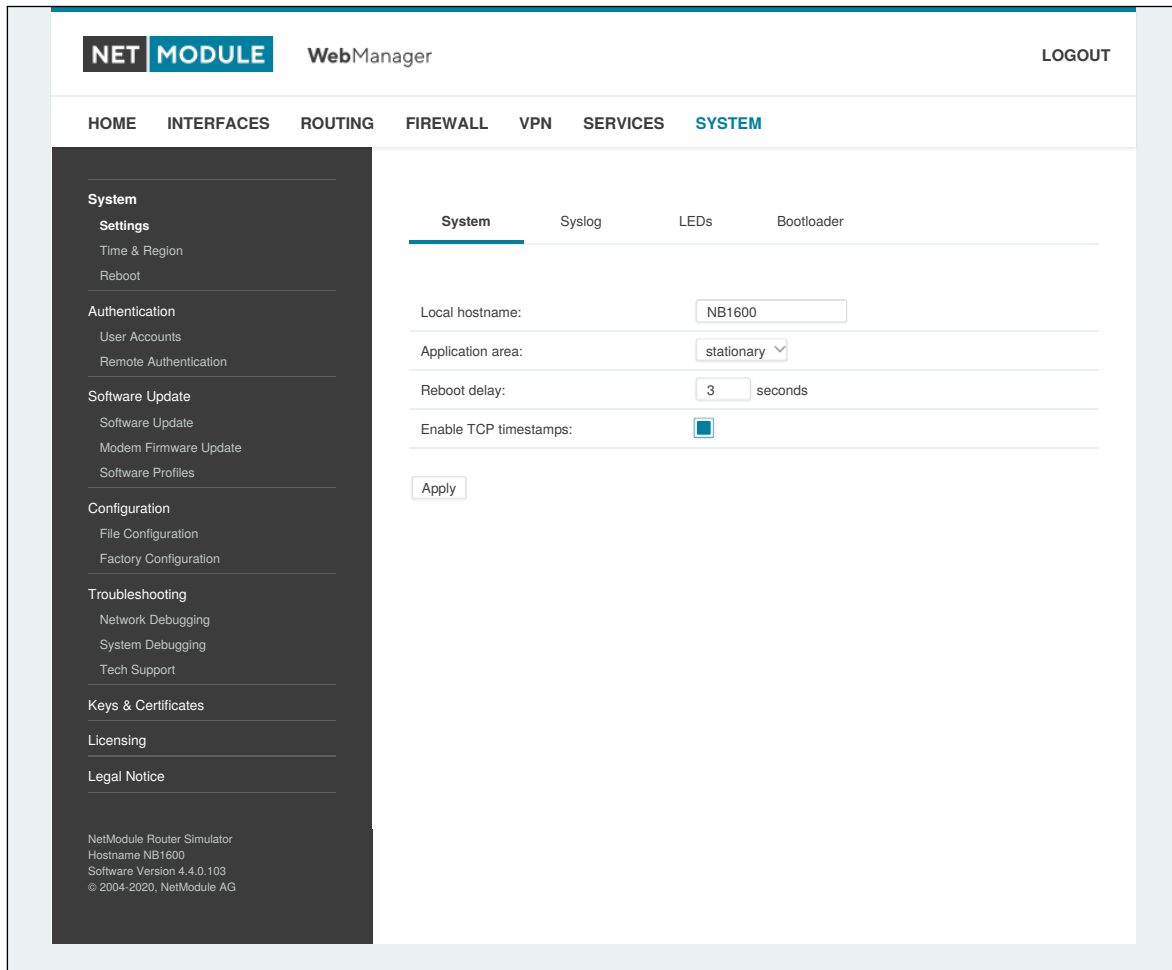 NET MODULE WebManager LOGOUT
HOME INTERFACES ROUTING FIREWALL VPN SERVICES SYSTEM
System
Settings
Time & Region
Reboot
Authentication
User Accounts
Remote Authentication
Software Update
Software Update
Modem Firmware Update
Software Profiles
Configuration
File Configuration
Factory Configuration
Troubleshooting
Network Debugging
System Debugging
Tech Support
Keys & Certificates
Licensing
Legal Notice
NetModule Router Simulator
Hostname NB1600
Software Version 4.4.0.103
© 2004-2020, NetModule AG
System Syslog LEDs Bootloader
Local hostname: NB1600
Application area: stationary
Reboot delay: 3 seconds
Enable TCP timestamps:
Apply